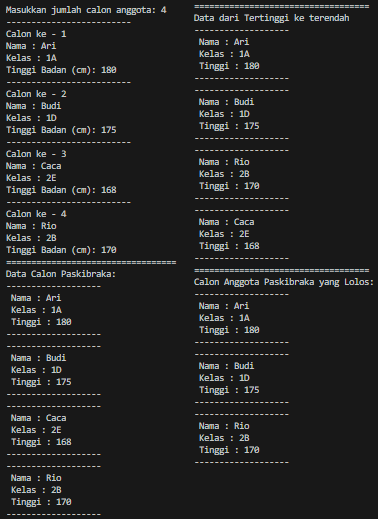 Masukkan jumlah calon anggota: 4
-------------------------
Calon ke - 1
Nama : Ari
Kelas : 1A
Tinggi Badan (cm): 180
-------------------------
Calon ke - 2
Nama : Budi
Kelas : 1D
Tinggi Badan (cm): 175
-------------------------
Calon ke - 3
Nama : Caca
Kelas : 2E
Tinggi Badan (cm): 168
-------------------------
Calon ke - 4
Nama : Rio
Kelas : 2B
Tinggi Badan (cm): 170
==================================
Data Calon Paskibraka:
-------------------
Nama : Ari
Kelas : 1A
Tinggi : 180
-------------------
-------------------
Nama : Budi
Kelas : 1D
Tinggi : 175
-------------------
-------------------
Nama : Caca
Kelas : 2E
Tinggi : 168
-------------------
-------------------
Nama : Rio
Kelas : 2B
Tinggi : 170
-------------------
===================================
Data dari Tertinggi ke terendah
-------------------
Nama : Ari
Kelas : 1A
Tinggi : 180
-------------------
-------------------
Nama : Budi
Kelas : 1D
Tinggi : 175
-------------------
-------------------
Nama : Rio
Kelas : 2B
Tinggi : 170
-------------------
-------------------
Nama : Caca
Kelas : 2E
Tinggi : 168
-------------------
===================================
Calon Anggota Paskibraka yang Lolos:
-------------------
Nama : Ari
Kelas : 1A
Tinggi : 180
-------------------
-------------------
Nama : Budi
Kelas : 1D
Tinggi : 175
-------------------
-------------------
Nama : Rio
Kelas : 2B
Tinggi : 170
-------------------